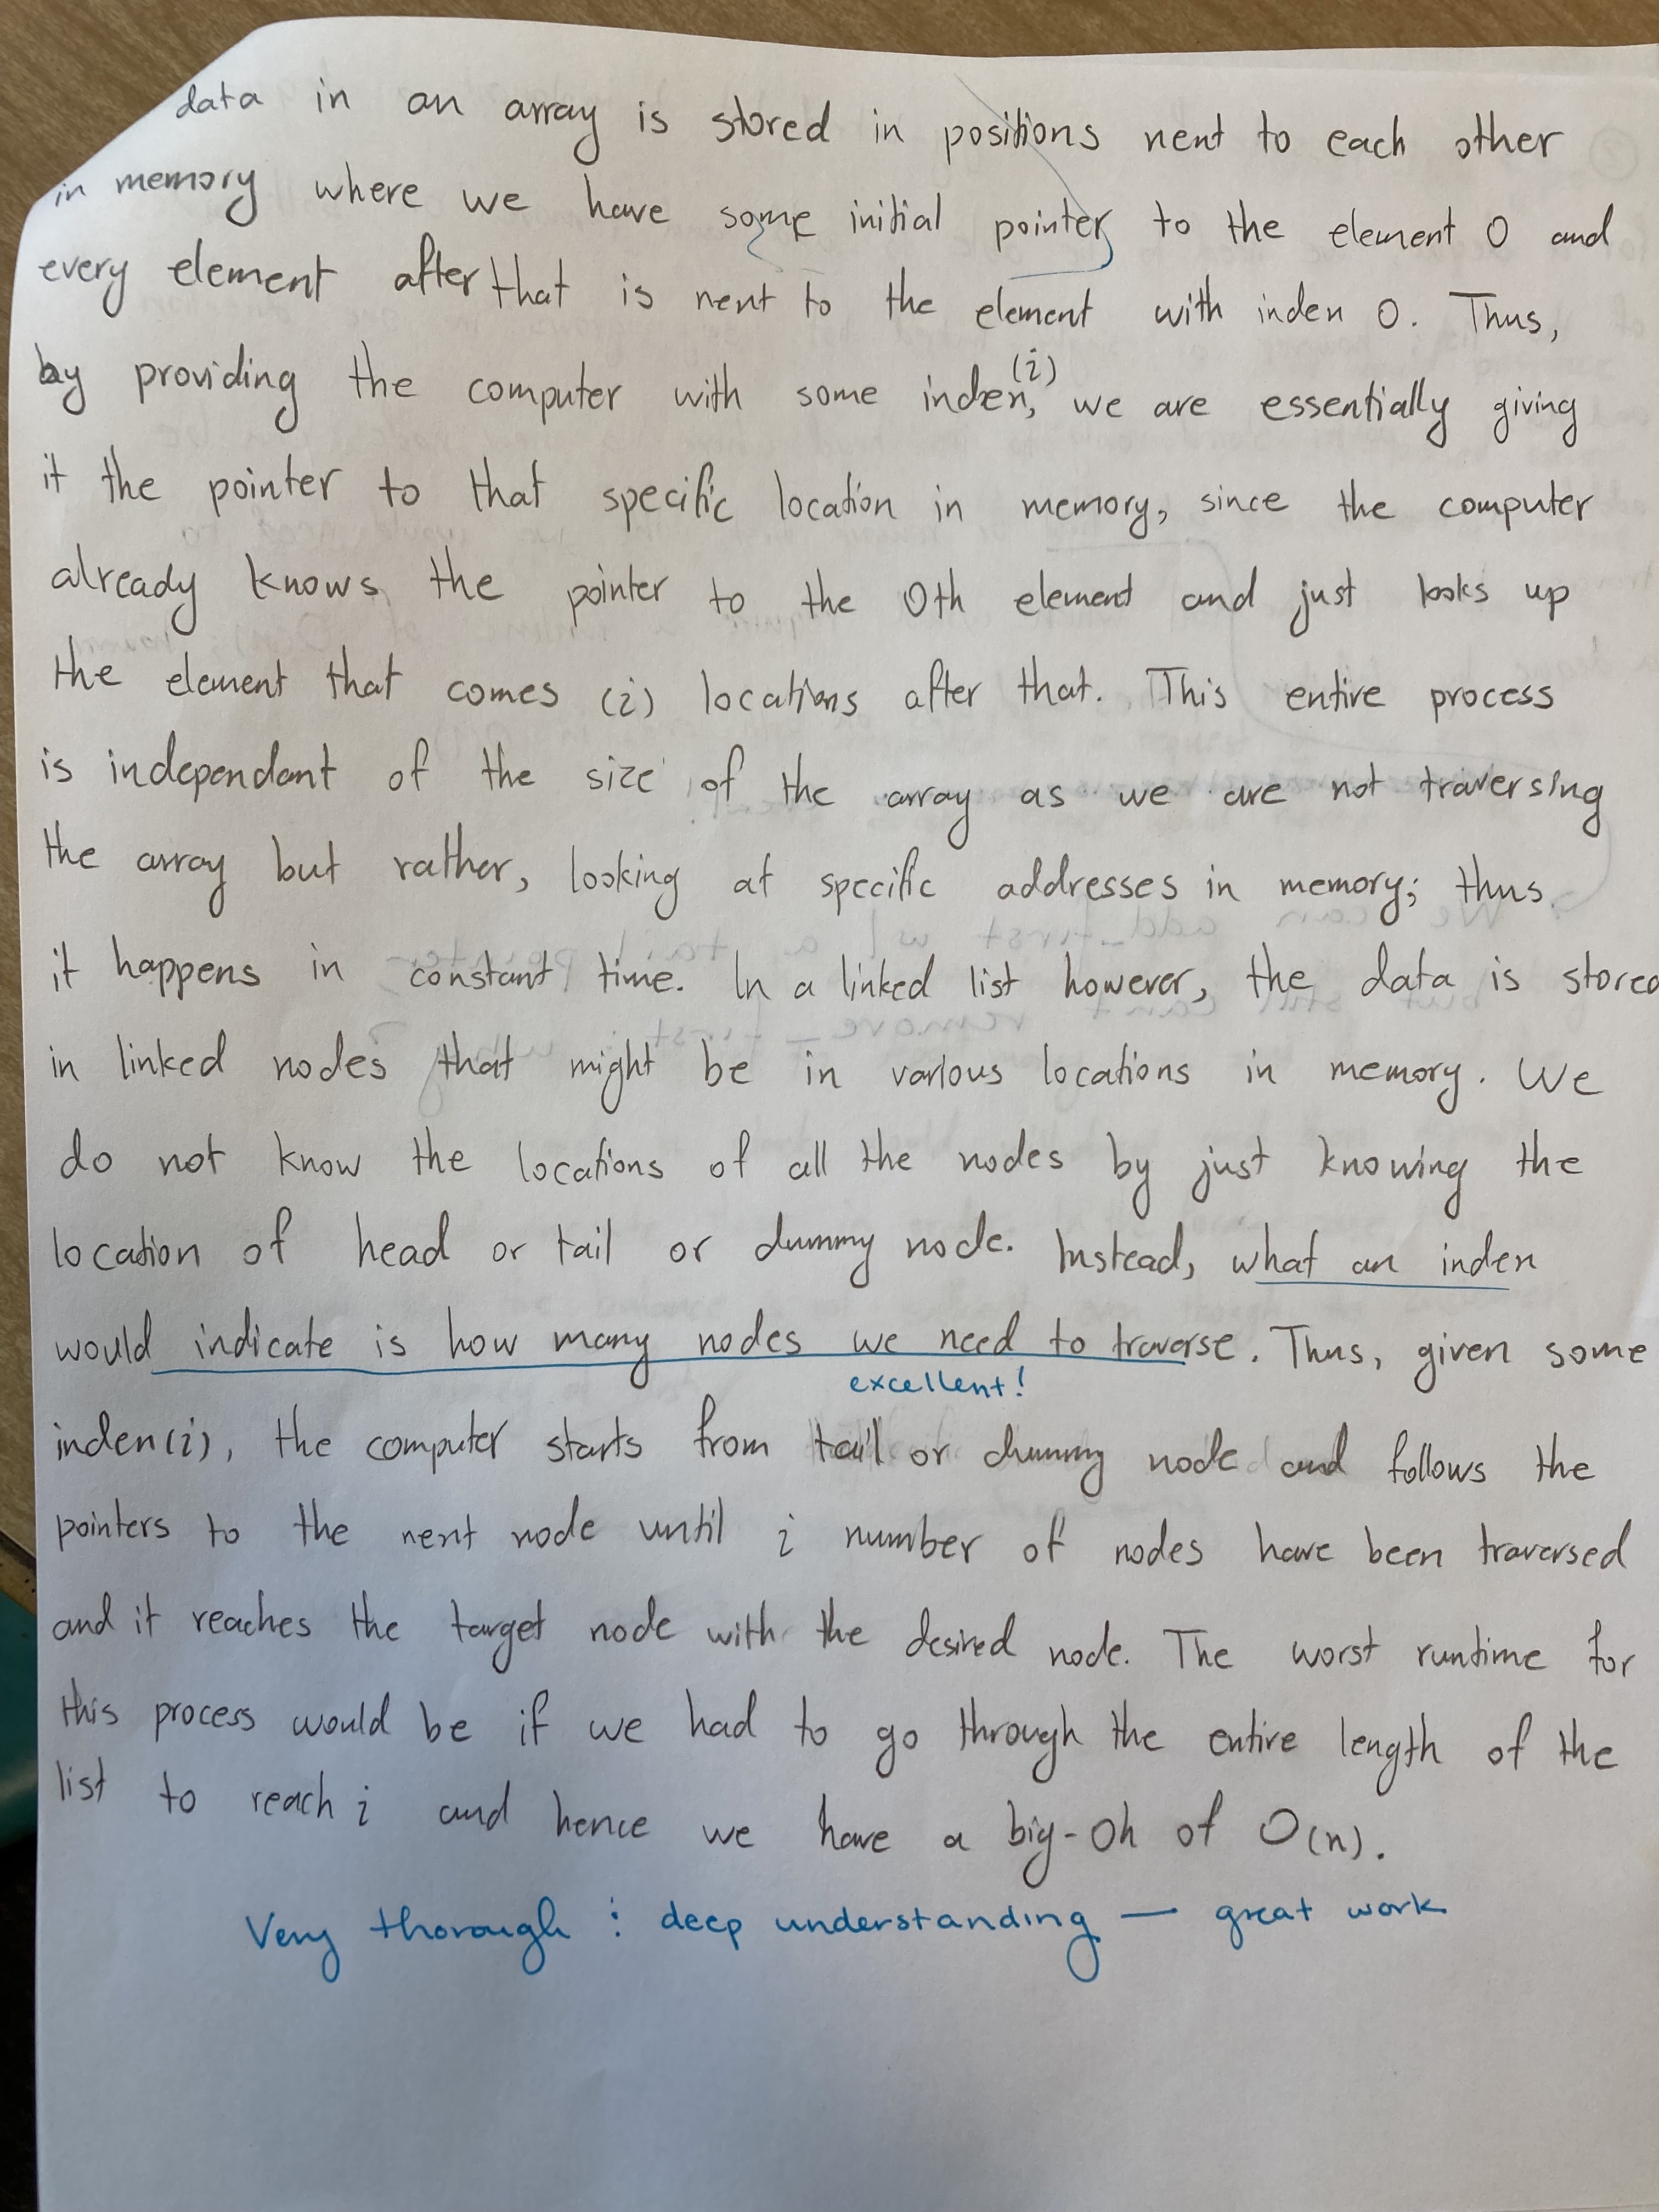 data in an array is stored in positions next to each other
in memory where we have some initial pointer to the element 0 and
every element after that is next to the element with index 0. Thus,
by providing the computer with some index, (i) we are essentially giving
it the pointer to that specific location in memory, since the computer
already knows the pointer to the 0th element and just looks up
the element that comes (i) locations after that. This entire process
is independant of the size of the array as we are not traversing
the array but rather, looking at specific addresses in memory; thus
it happens in constant time. In a linked list however, the data is stored
in linked nodes that might be in various locations in memory. We
do not know the locations of all the nodes by just knowing the
location of head or tail or dummy node. Instead, what an index
would indicate is how many nodes we need to traverse. Thus, given some
excellent!
index(i), the computer starts from tail or dummy node and follows the
pointers to the next node until i number of nodes have been traversed
and it reaches the target node with the desired node. The worst runtime for
this process would be if we had to go through the entire length of the
list to reach i and hence we have a big-Oh of O(n).
Very thorough : deep understanding — great work